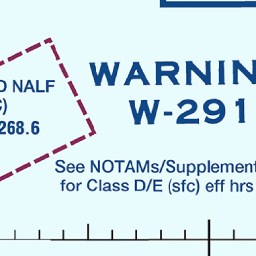 WARNIN
W-291
O NALF
C)
268.6
See NOTAMs/Supplement
for Class D/E (sfc) eff hrs